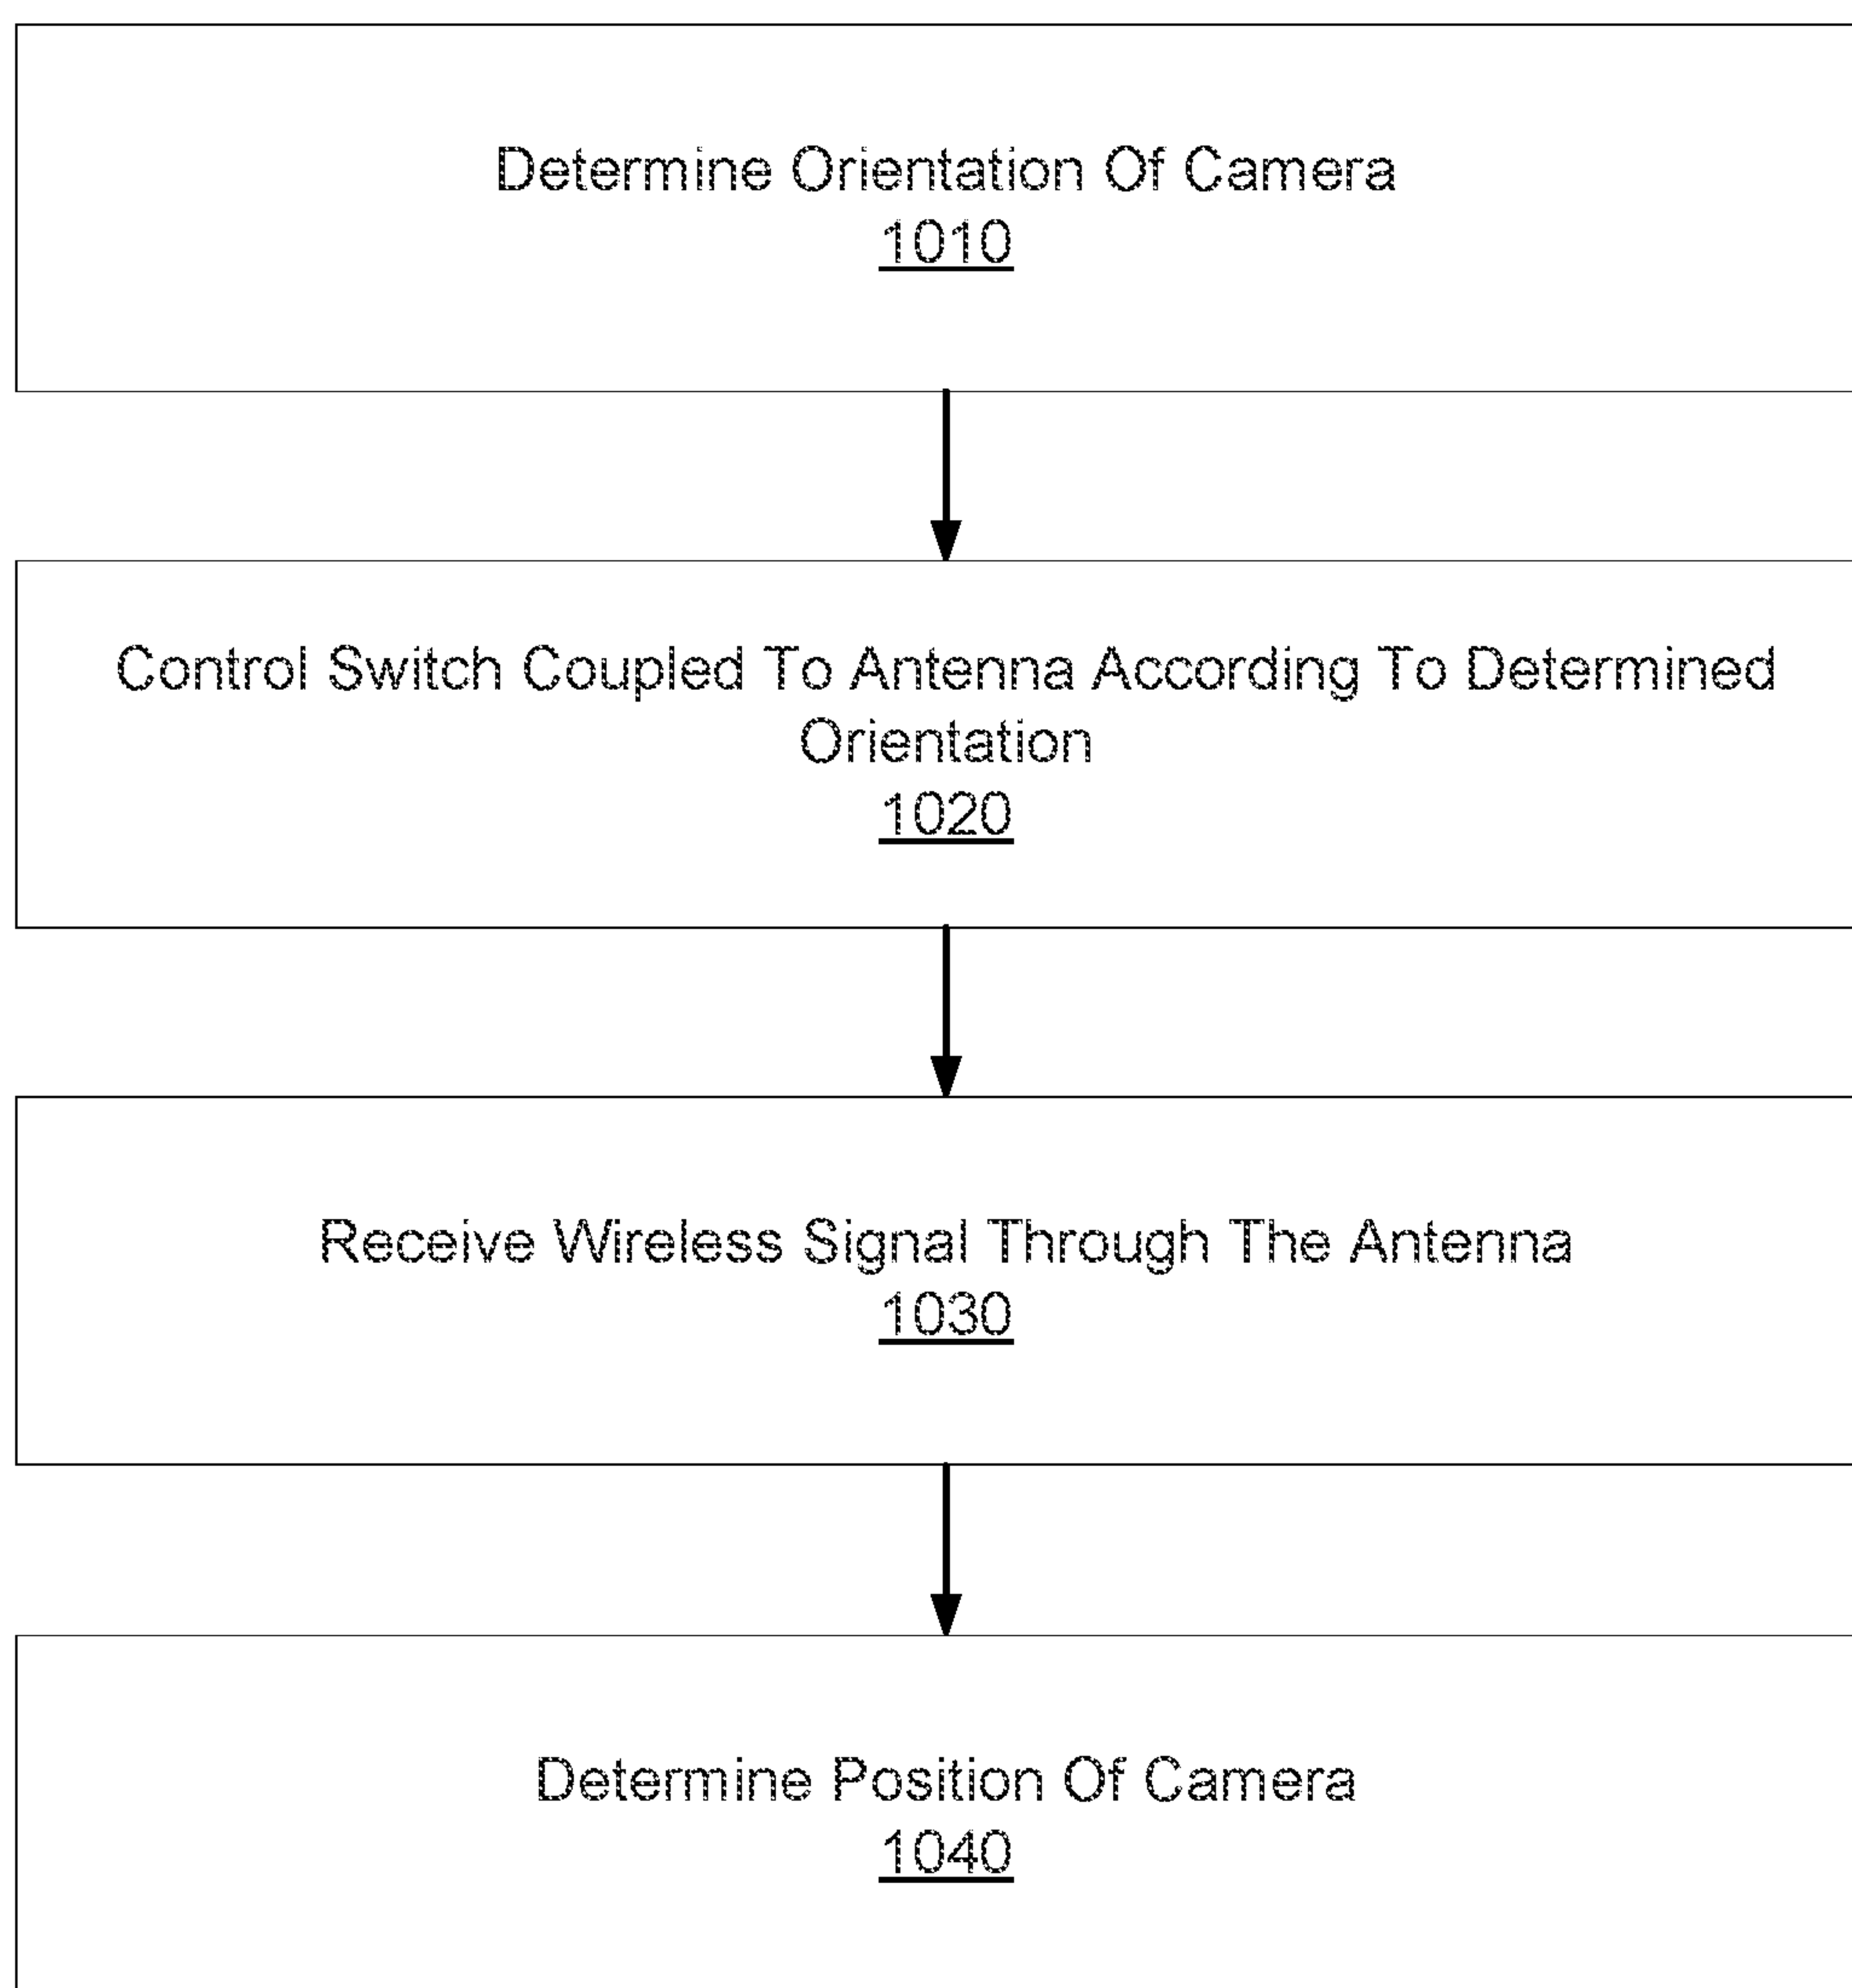 Determine Orientation Of Camera
1010
Control Switch Coupled To Antenna According To Determined
Orientation
1020
Receive Wireless Signal Through The Antenna
1030
Determine Position Of Camera
1040